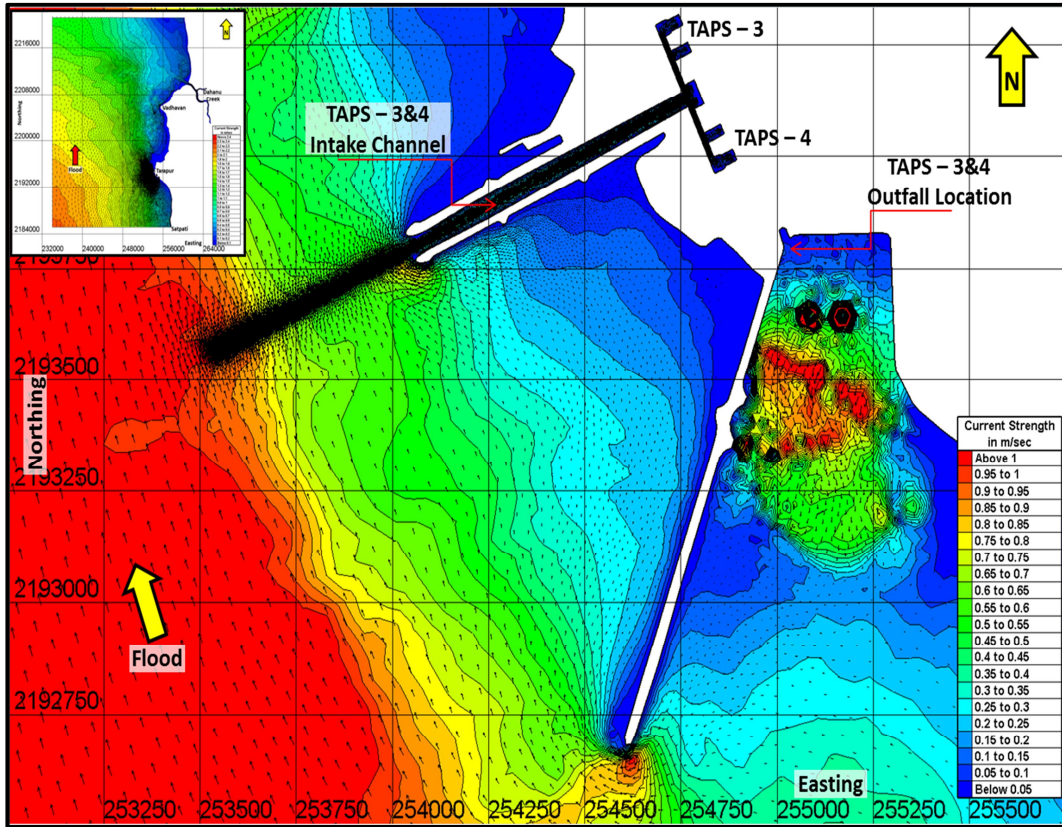 2216000
2208000
2200000
2192000
2184000
Northing
N
Dahanu
Creek
Vadhavan
Tarapur
Satpati
Flood
Current Strength
Easting
232000
240000
248000
256000
264000
TAPS – 3
TAPS – 4
TAPS – 3&4
Intake Channel
TAPS – 3&4
Outfall Location
N
2193500
2193250
2193000
2192750
Northing
Flood
Easting
253250
253500
253750
254000
254250
254500
254750
255000
255250
255500
Current Strength
in m/sec
Above 1
0.95 to 1
0.9 to 0.95
0.85 to 0.9
0.8 to 0.85
0.75 to 0.8
0.7 to 0.75
0.65 to 0.7
0.6 to 0.65
0.55 to 0.6
0.5 to 0.55
0.45 to 0.5
0.4 to 0.45
0.35 to 0.4
0.3 to 0.35
0.25 to 0.3
0.2 to 0.25
0.15 to 0.2
0.1 to 0.15
0.05 to 0.1
Below 0.05